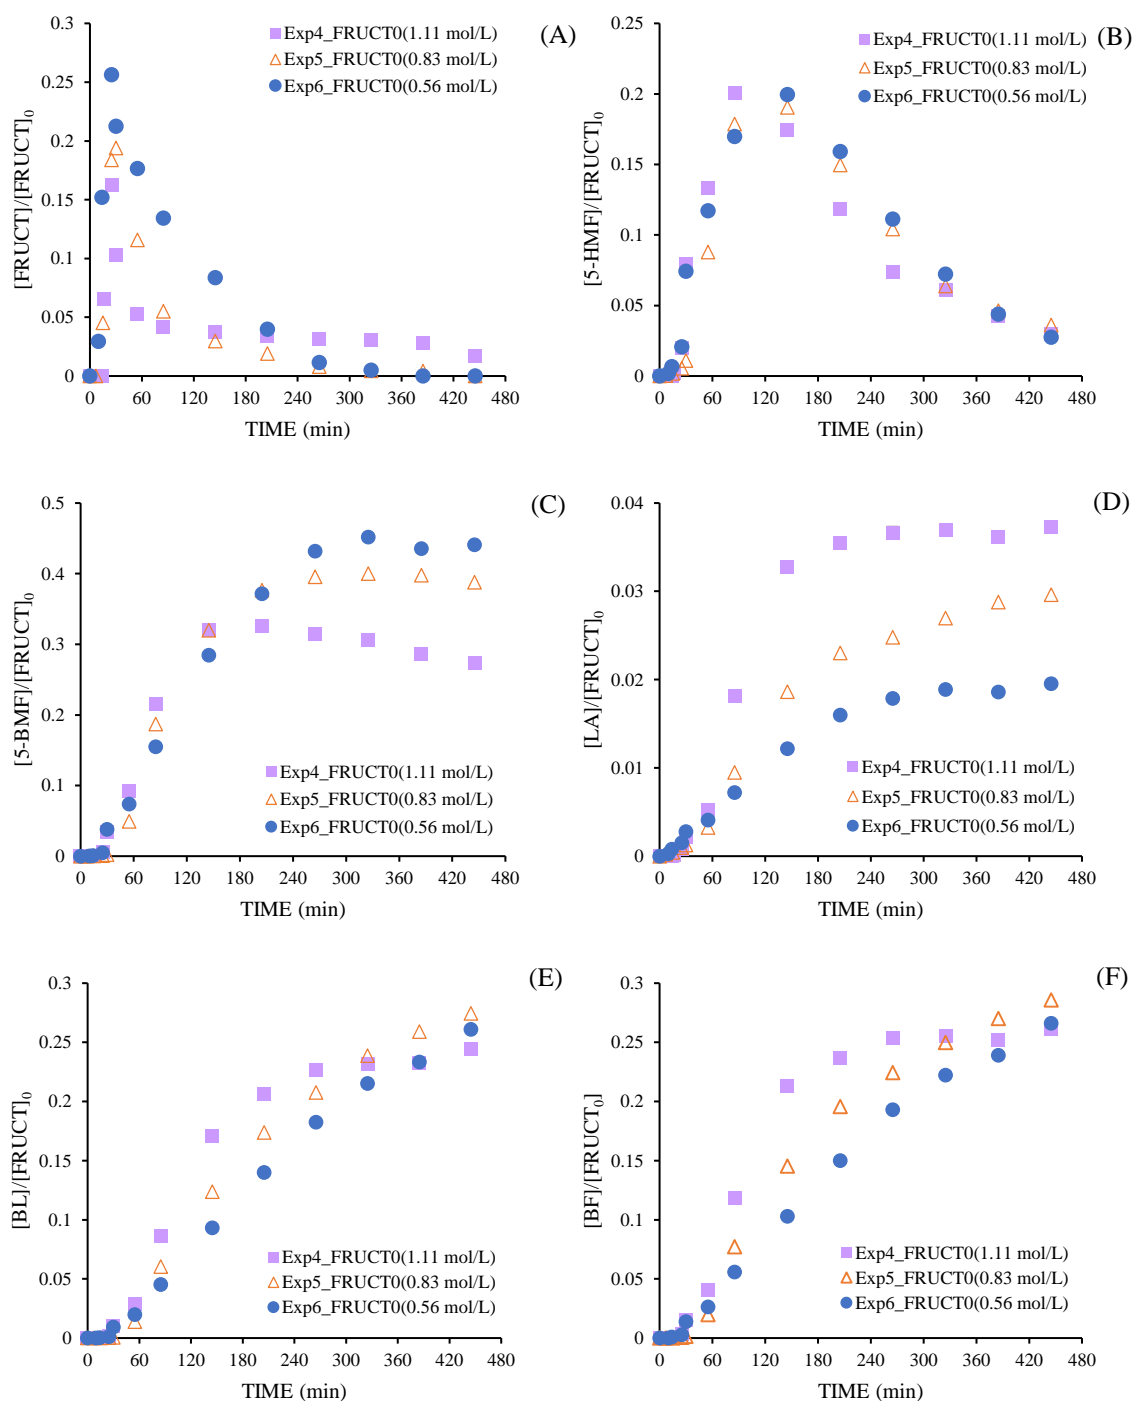 (A)
Exp4_FRUCT0(1.11 mol/L)
Exp5_FRUCT0(0.83 mol/L)
Exp6_FRUCT0(0.56 mol/L)
[FRUCT]/[FRUCT]0
0.3
0.25
0.2
0.15
0.1
0.05
0
0 60 120 180 240 300 360 420 480
TIME (min)
(B)
Exp4_FRUCT0(1.11 mol/L)
Exp5_FRUCT0(0.83 mol/L)
Exp6_FRUCT0(0.56 mol/L)
[5-HMF]/[FRUCT]0
0.25
0.2
0.15
0.1
0.05
0
0 60 120 180 240 300 360 420 480
TIME (min)
(C)
[5-BMF]/[FRUCT]0
0.5
0.4
0.3
0.2
0.1
0
Exp4_FRUCT0(1.11 mol/L)
Exp5_FRUCT0(0.83 mol/L)
Exp6_FRUCT0(0.56 mol/L)
0 60 120 180 240 300 360 420 480
TIME (min)
(D)
[LA]/[FRUCT]0
0.04
0.03
0.02
0.01
0
Exp4_FRUCT0(1.11 mol/L)
Exp5_FRUCT0(0.83 mol/L)
Exp6_FRUCT0(0.56 mol/L)
0 60 120 180 240 300 360 420 480
TIME (min)
(E)
[BL]/[FRUCT]0
0.3
0.25
0.2
0.15
0.1
0.05
0
Exp4_FRUCT0(1.11 mol/L)
Exp5_FRUCT0(0.83 mol/L)
Exp6_FRUCT0(0.56 mol/L)
0 60 120 180 240 300 360 420 480
TIME (min)
(F)
[BF]/[FRUCT0]
0.3
0.25
0.2
0.15
0.1
0.05
0
Exp4_FRUCT0(1.11 mol/L)
Exp5_FRUCT0(0.83 mol/L)
Exp6_FRUCT0(0.56 mol/L)
0 60 120 180 240 300 360 420 480
TIME (min)